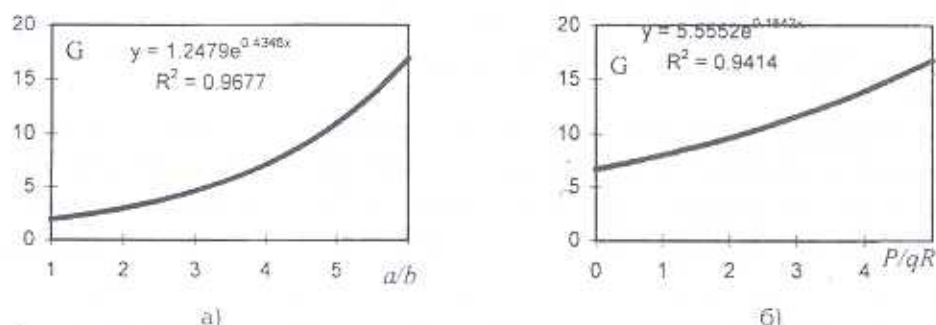 20
15
10
5
0
G
y = 1.2479e^0.4348x
R² = 0.9677
1 2 3 4 5 a/b
а)
20
15
10
5
0
G
y = 5.5552e
R² = 0.9414
0 1 2 3 4 P/qR
б)